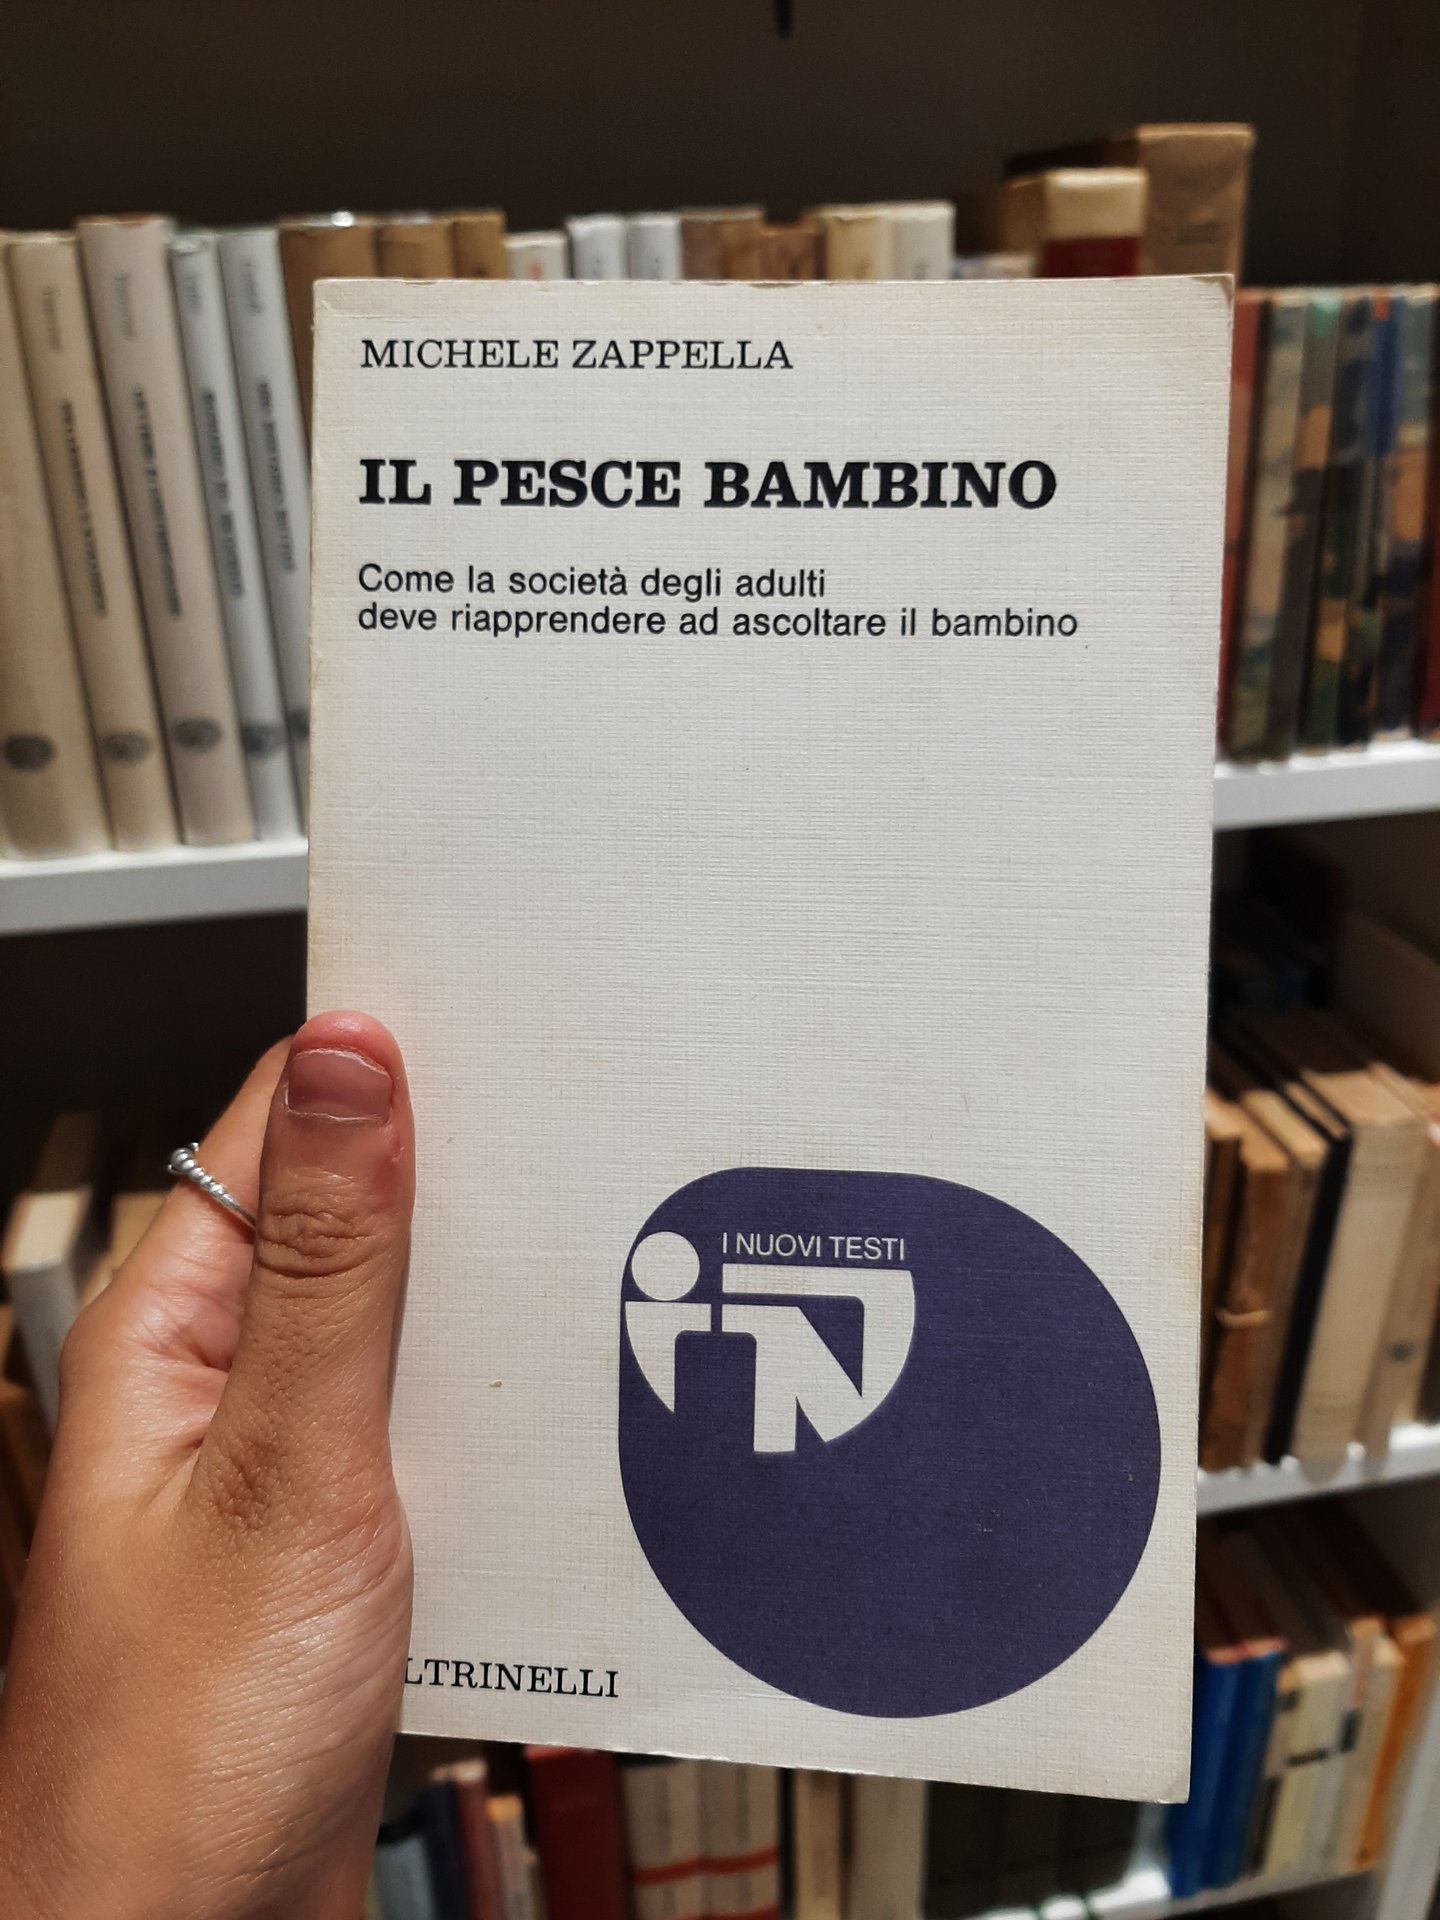 MICHELE ZAPPELLA
IL PESCE BAMBINO
Come la società degli adulti
deve riapprendere ad ascoltare il bambino
I NUOVI TESTI
iN
LTRINELLI